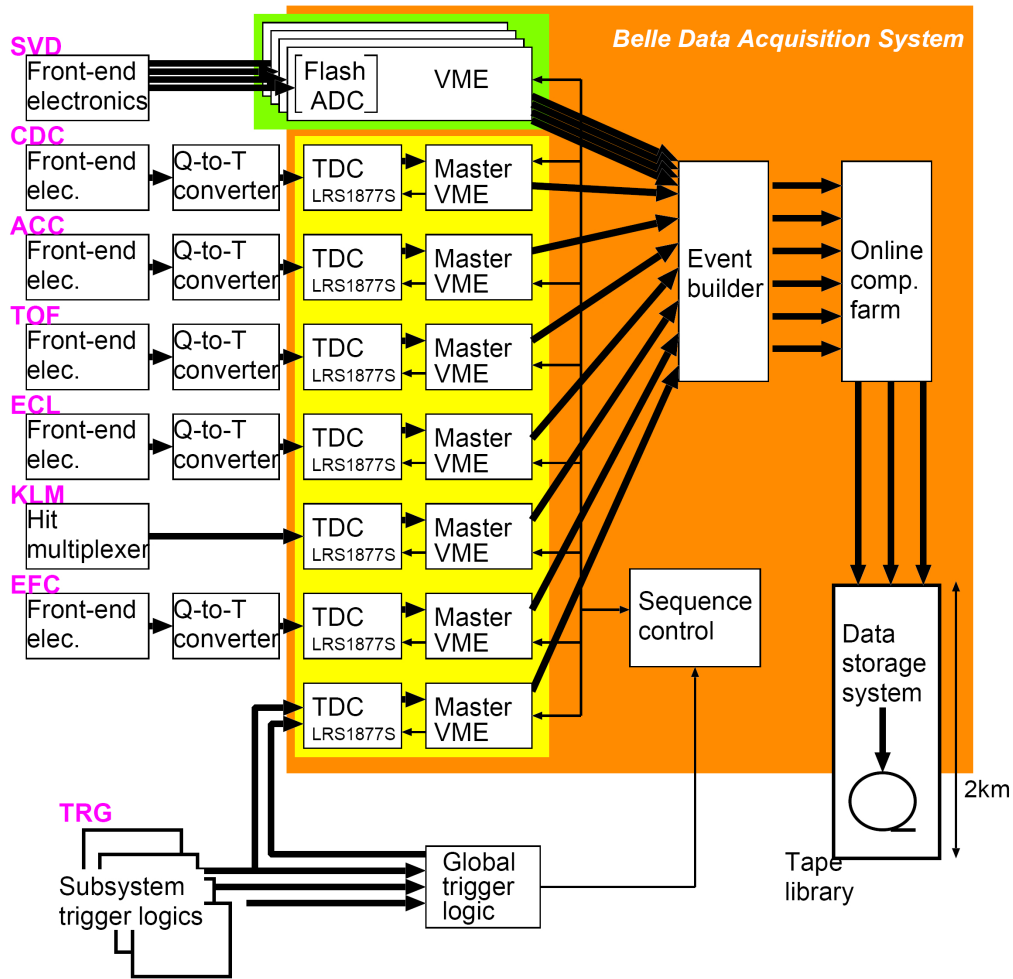 Belle Data Acquisition System
SVD
Front-end
electronics
Flash
ADC
VME
CDC
Front-end
elec.
Q-to-T
converter
TDC
LRS1877S
Master
VME
ACC
Front-end
elec.
Q-to-T
converter
TDC
LRS1877S
Master
VME
TOF
Front-end
elec.
Q-to-T
converter
TDC
LRS1877S
Master
VME
ECL
Front-end
elec.
Q-to-T
converter
TDC
LRS1877S
Master
VME
KLM
Hit
multiplexer
TDC
LRS1877S
Master
VME
EFC
Front-end
elec.
Q-to-T
converter
TDC
LRS1877S
Master
VME
TDC
LRS1877S
Master
VME
Event
builder
Online
comp.
farm
Sequence
control
Data
storage
system
2km
Tape
library
TRG
Subsystem
trigger logics
Global
trigger
logic